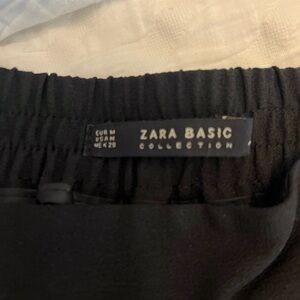 EUR M
USA M
MEX 28
ZARA BASIC
COLLECTION